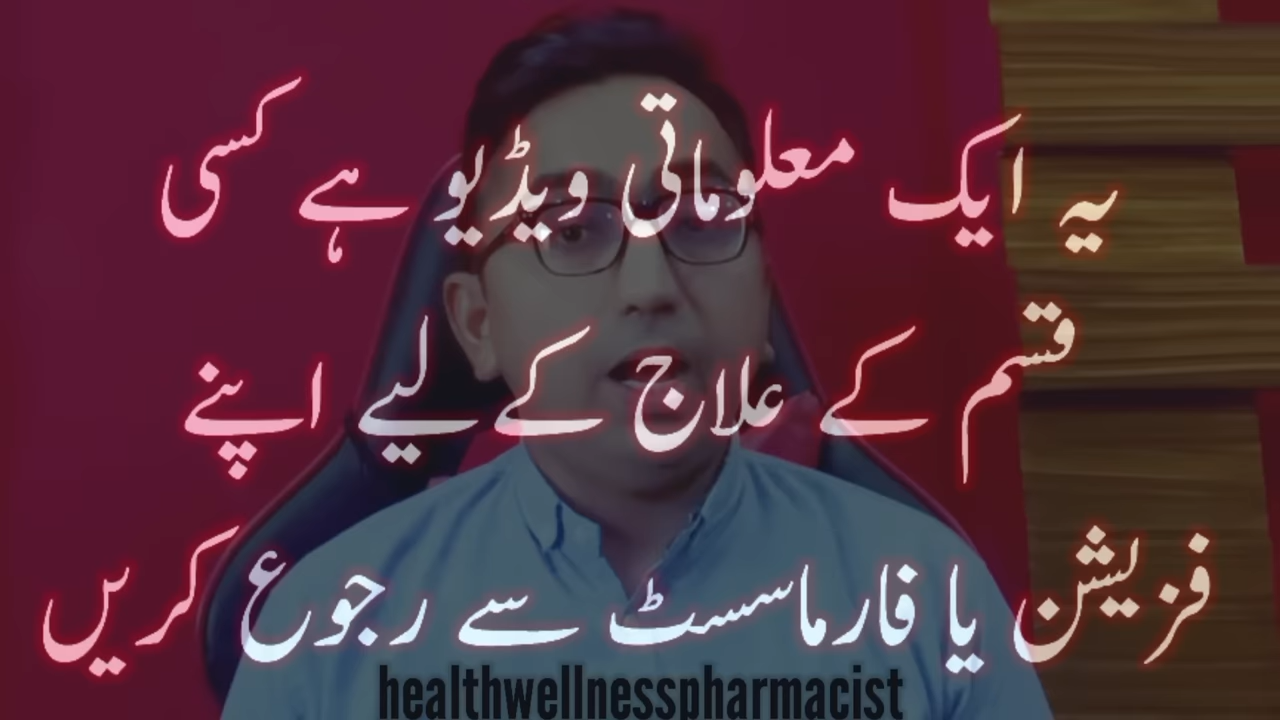 یہ ایک معلوماتی ویڈیو ہے کسی
قسم کے علاج کے لیے اپنے
فزیشن یا فارماسسٹ سے رجوع کریں
healthwellnesspharmacist